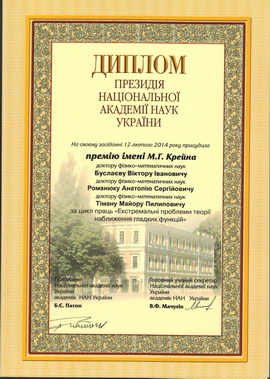 ДИПЛОМ
ПРЕЗИДІЯ
НАЦІОНАЛЬНОЇ
АКАДЕМІЇ НАУК
УКРАЇНИ
На своєму засіданні 12 лютого 2014 року присудила
премію імені М.Г. Крейна
доктору фізико-математичних наук
Буслаєву Віктору Івановичу
доктору фізико-математичних наук
Романюку Анатолію Сергійовичу
доктору фізико-математичних наук
Тіману Майору Пилиповичу
за цикл праць «Екстремальні проблеми теорії
наближення гладких функцій»
Президент
Національної академії наук
України
академік НАН України
Б.Є. Патон
Головний учений секретар
Національної академії наук
України
академік НАН України
В.Ф. Мачулін